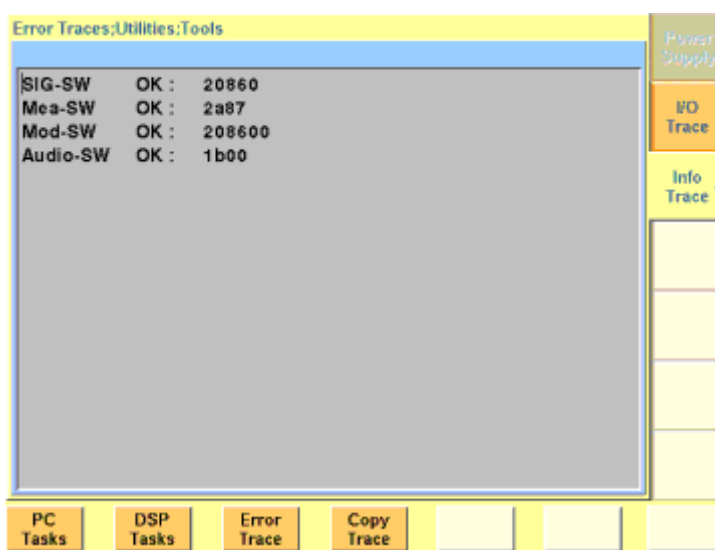 Error Traces;Utilities;Tools
SIG-SW OK : 20860
Mea-SW OK : 2a87
Mod-SW OK : 208600
Audio-SW OK : 1b00
Power
Supply
I/O
Trace
Info
Trace
PC
Tasks
DSP
Tasks
Error
Trace
Copy
Trace